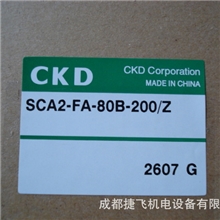 CKD
CKD Corporation
MADE IN CHINA
SCA2-FA-80B-200/Z
2607 G
成都捷飞机电设备有限公司